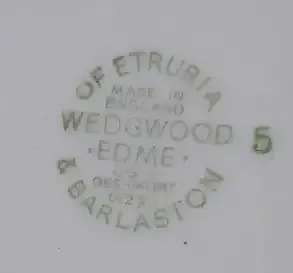 OF ETRURIA
MADE IN
ENGLAND
WEDGWOOD 5
·EDME·
& BARLASTON